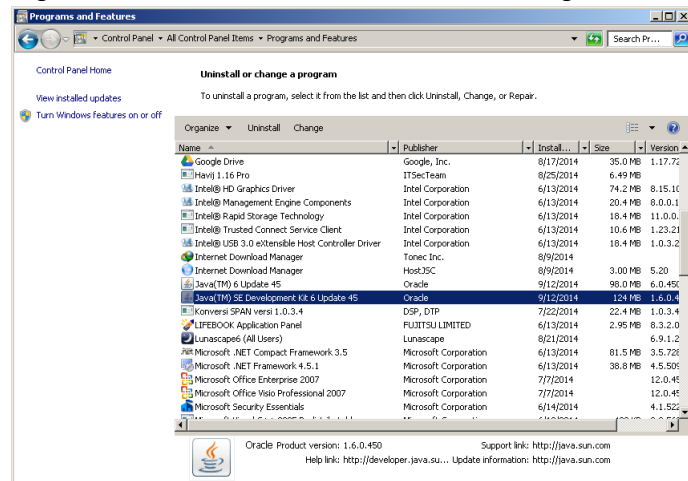 Programs and Features
Control Panel All Control Panel Items Programs and Features Search Pr...
Control Panel Home
Uninstall or change a program
View installed updates
To uninstall a program, select it from the list and then click Uninstall, Change, or Repair.
Turn Windows features on or off
Organize Uninstall Change
Name Publisher Install... Size Version
Google Drive Google, Inc. 8/17/2014 35.0 MB 1.17.72
Havij 1.16 Pro ITSecTeam 8/25/2014 6.49 MB
Intel® HD Graphics Driver Intel Corporation 6/13/2014 74.2 MB 8.15.10
Intel® Management Engine Components Intel Corporation 6/13/2014 20.4 MB 8.0.0.1
Intel® Rapid Storage Technology Intel Corporation 6/13/2014 18.4 MB 11.0.0.
Intel® Trusted Connect Service Client Intel Corporation 6/13/2014 10.6 MB 1.23.21
Intel® USB 3.0 eXtensible Host Controller Driver Intel Corporation 6/13/2014 18.4 MB 1.0.3.2
Internet Download Manager Tonec Inc. 8/9/2014
Internet Download Manager HostJSC 8/9/2014 3.00 MB 5.20
Java(TM) 6 Update 45 Oracle 9/12/2014 98.0 MB 6.0.450
Java(TM) SE Development Kit 6 Update 45 Oracle 9/12/2014 124 MB 1.6.0.4
Konversi SPAN versi 1.0.3.4 DSP, DTP 7/22/2014 22.4 MB 1.0.3.4
LIFEBOOK Application Panel FUJITSU LIMITED 6/13/2014 2.95 MB 8.3.2.0
Lunascape6 (All Users) Lunascape 8/21/2014 6.9.1.2
Microsoft .NET Compact Framework 3.5 Microsoft Corporation 6/13/2014 81.5 MB 3.5.728
Microsoft .NET Framework 4.5.1 Microsoft Corporation 6/13/2014 38.8 MB 4.5.509
Microsoft Office Enterprise 2007 Microsoft Corporation 7/7/2014 12.0.45
Microsoft Office Visio Professional 2007 Microsoft Corporation 7/7/2014 12.0.45
Microsoft Security Essentials Microsoft Corporation 6/14/2014 4.1.522
Oracle Product version: 1.6.0.450 Support link: http://java.sun.com
Help link: http://developer.java.su... Update information: http://java.sun.com